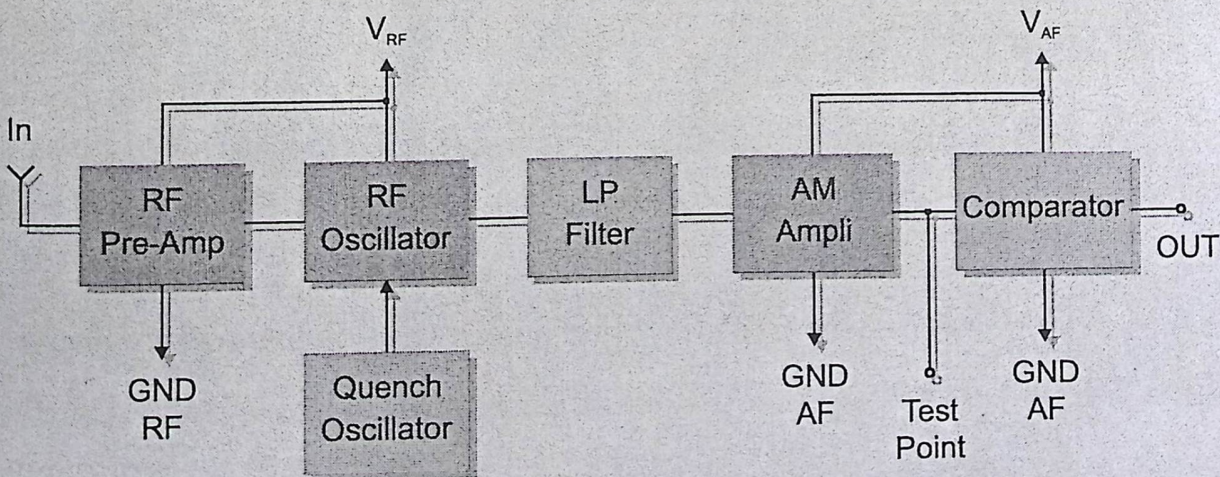 V_RF
V_AF
In
RF
Pre-Amp
RF
Oscillator
LP
Filter
AM
Ampli
Comparator
OUT
GND
RF
Quench
Oscillator
GND
AF
Test
Point
GND
AF